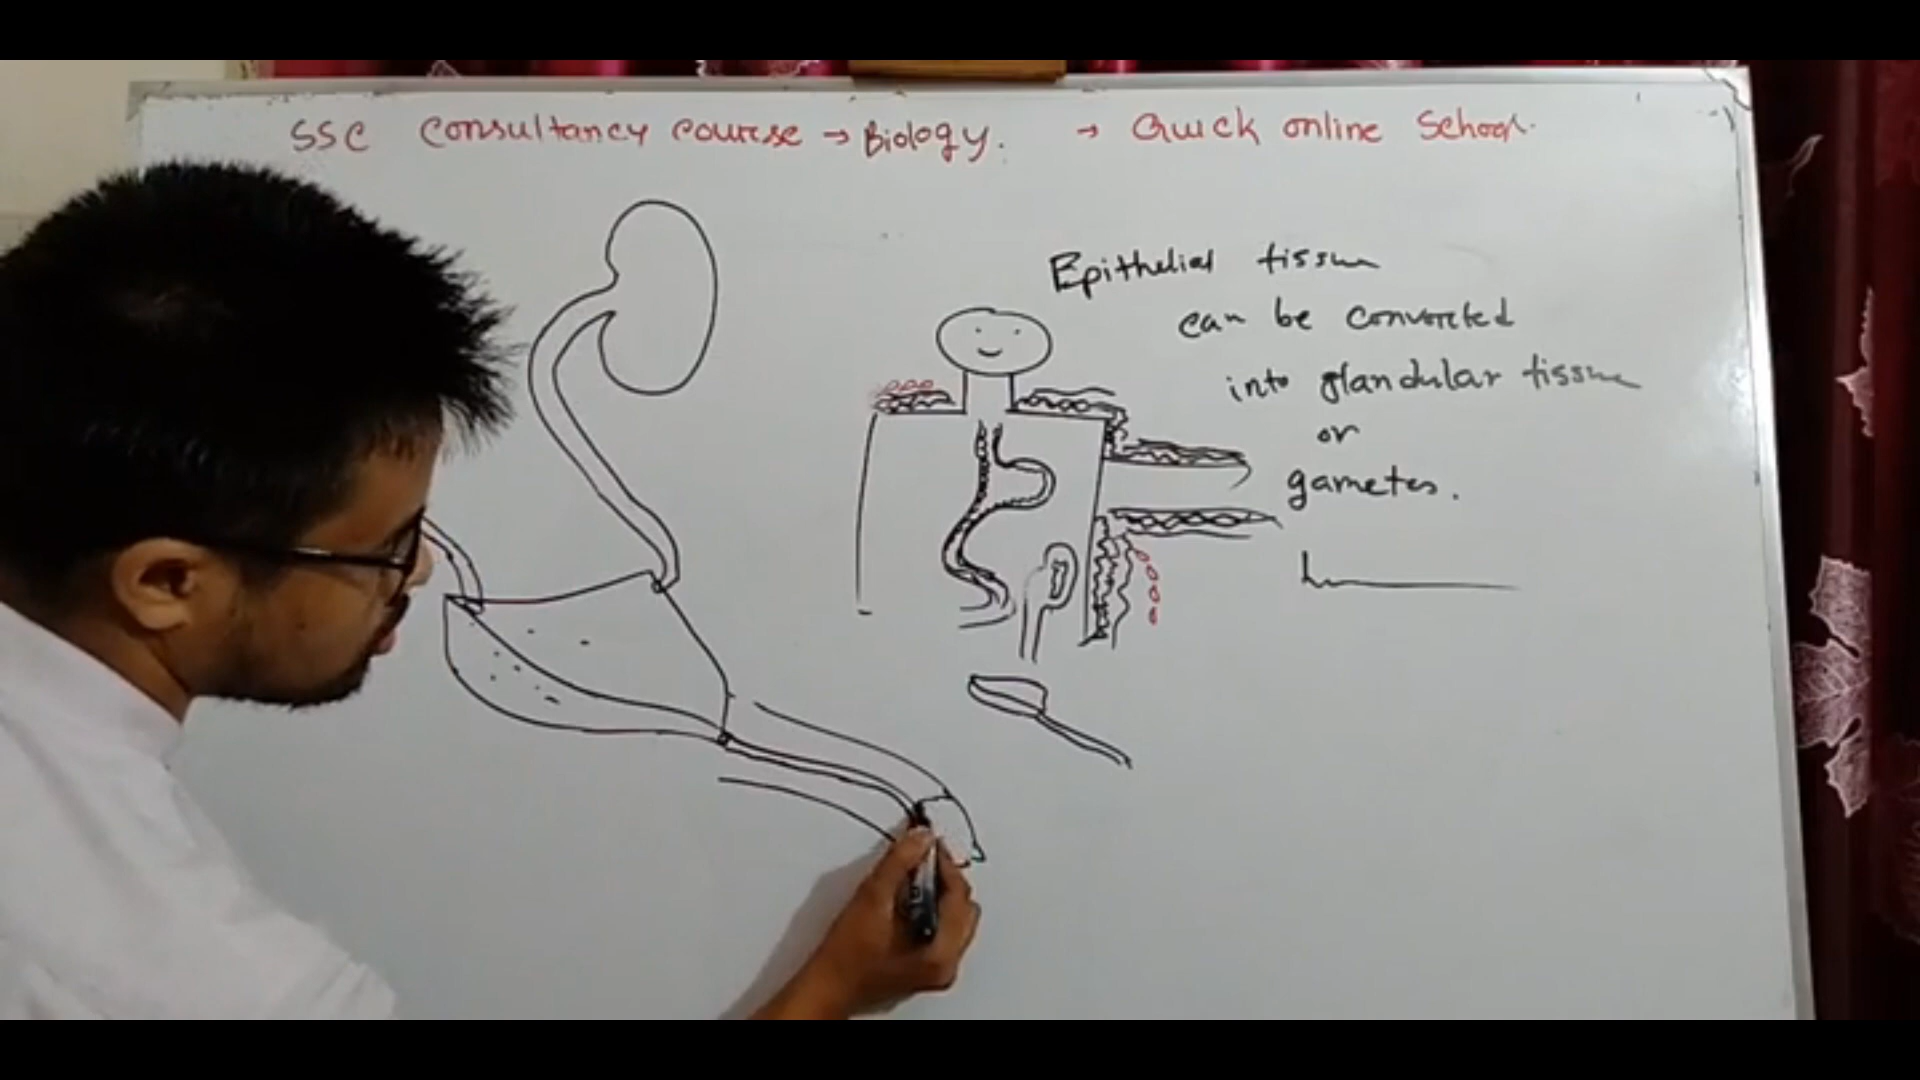 SSC Consultancy course → Biology. → Quick online School.
Epithelial tissue
can be converted
into glandular tissue
or
gametes.